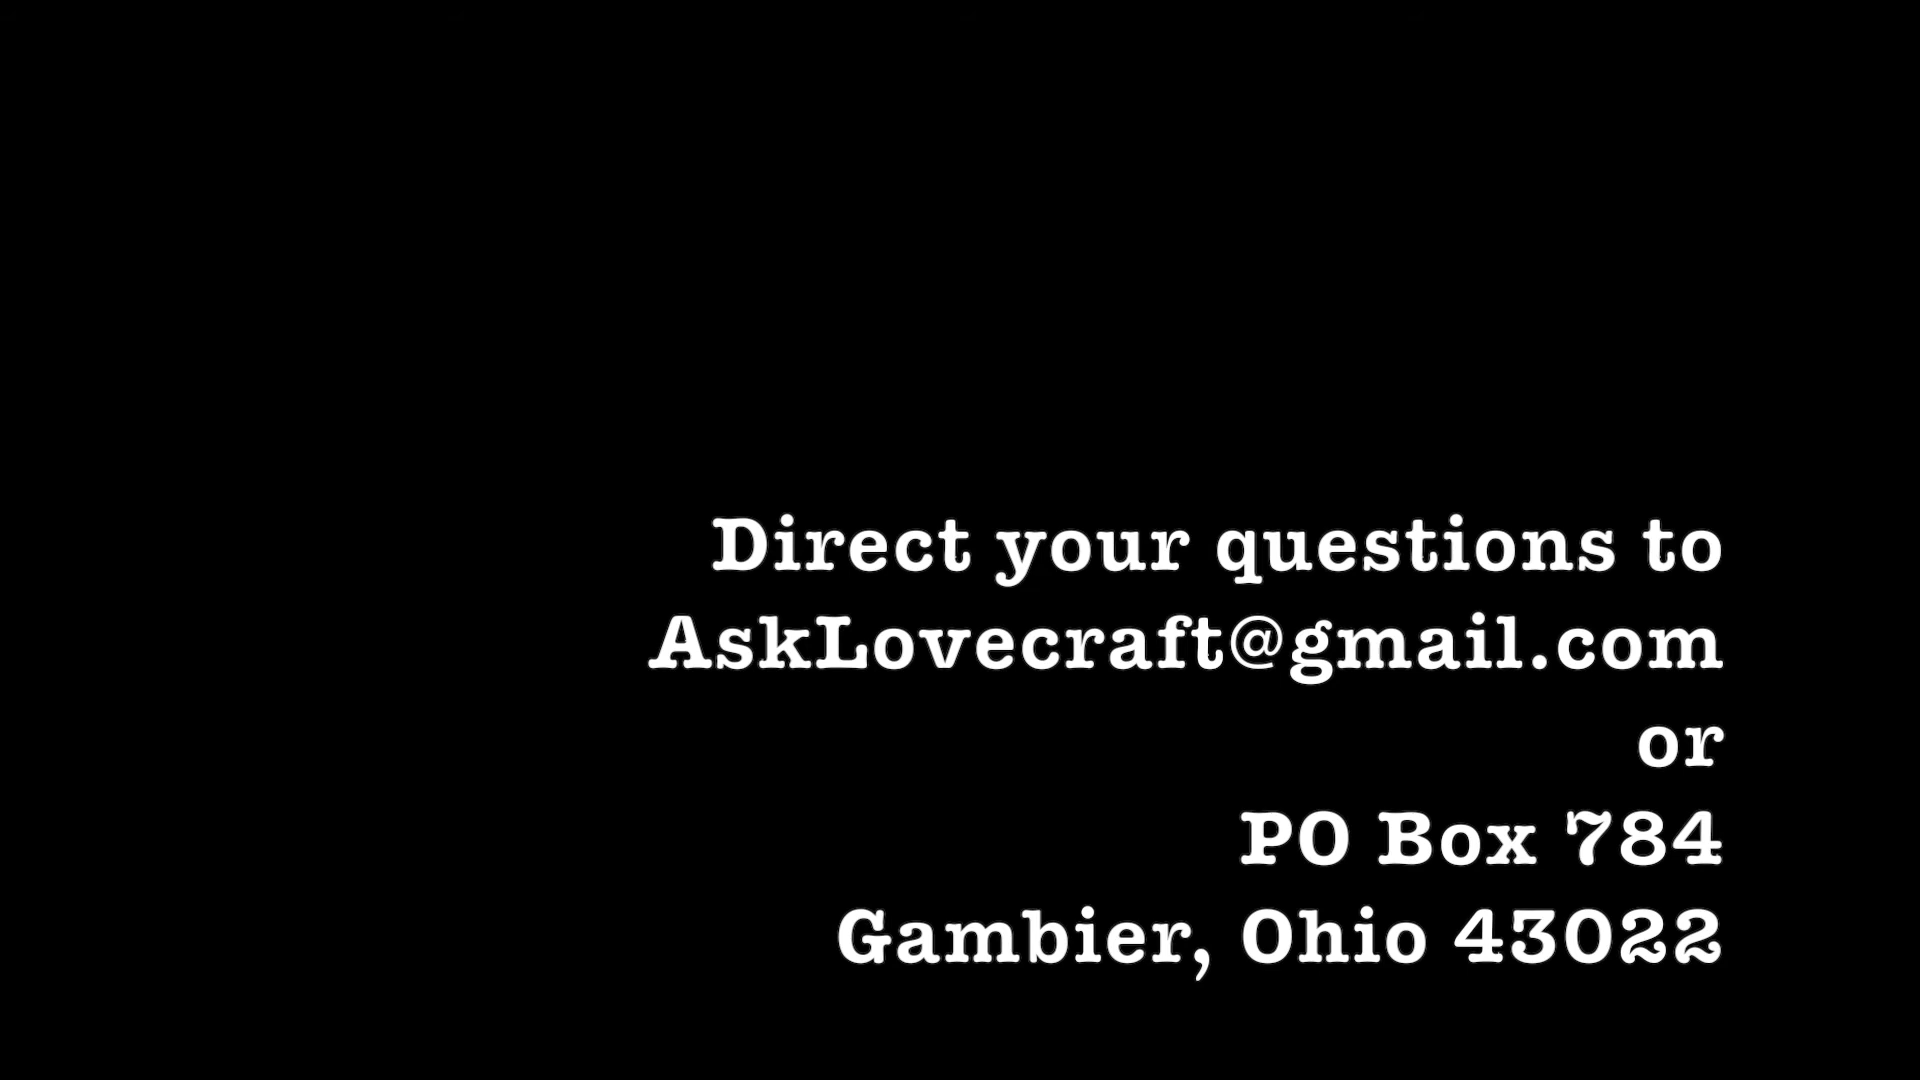 Direct your questions to
AskLovecraft@gmail.com
or
PO Box 784
Gambier, Ohio 43022